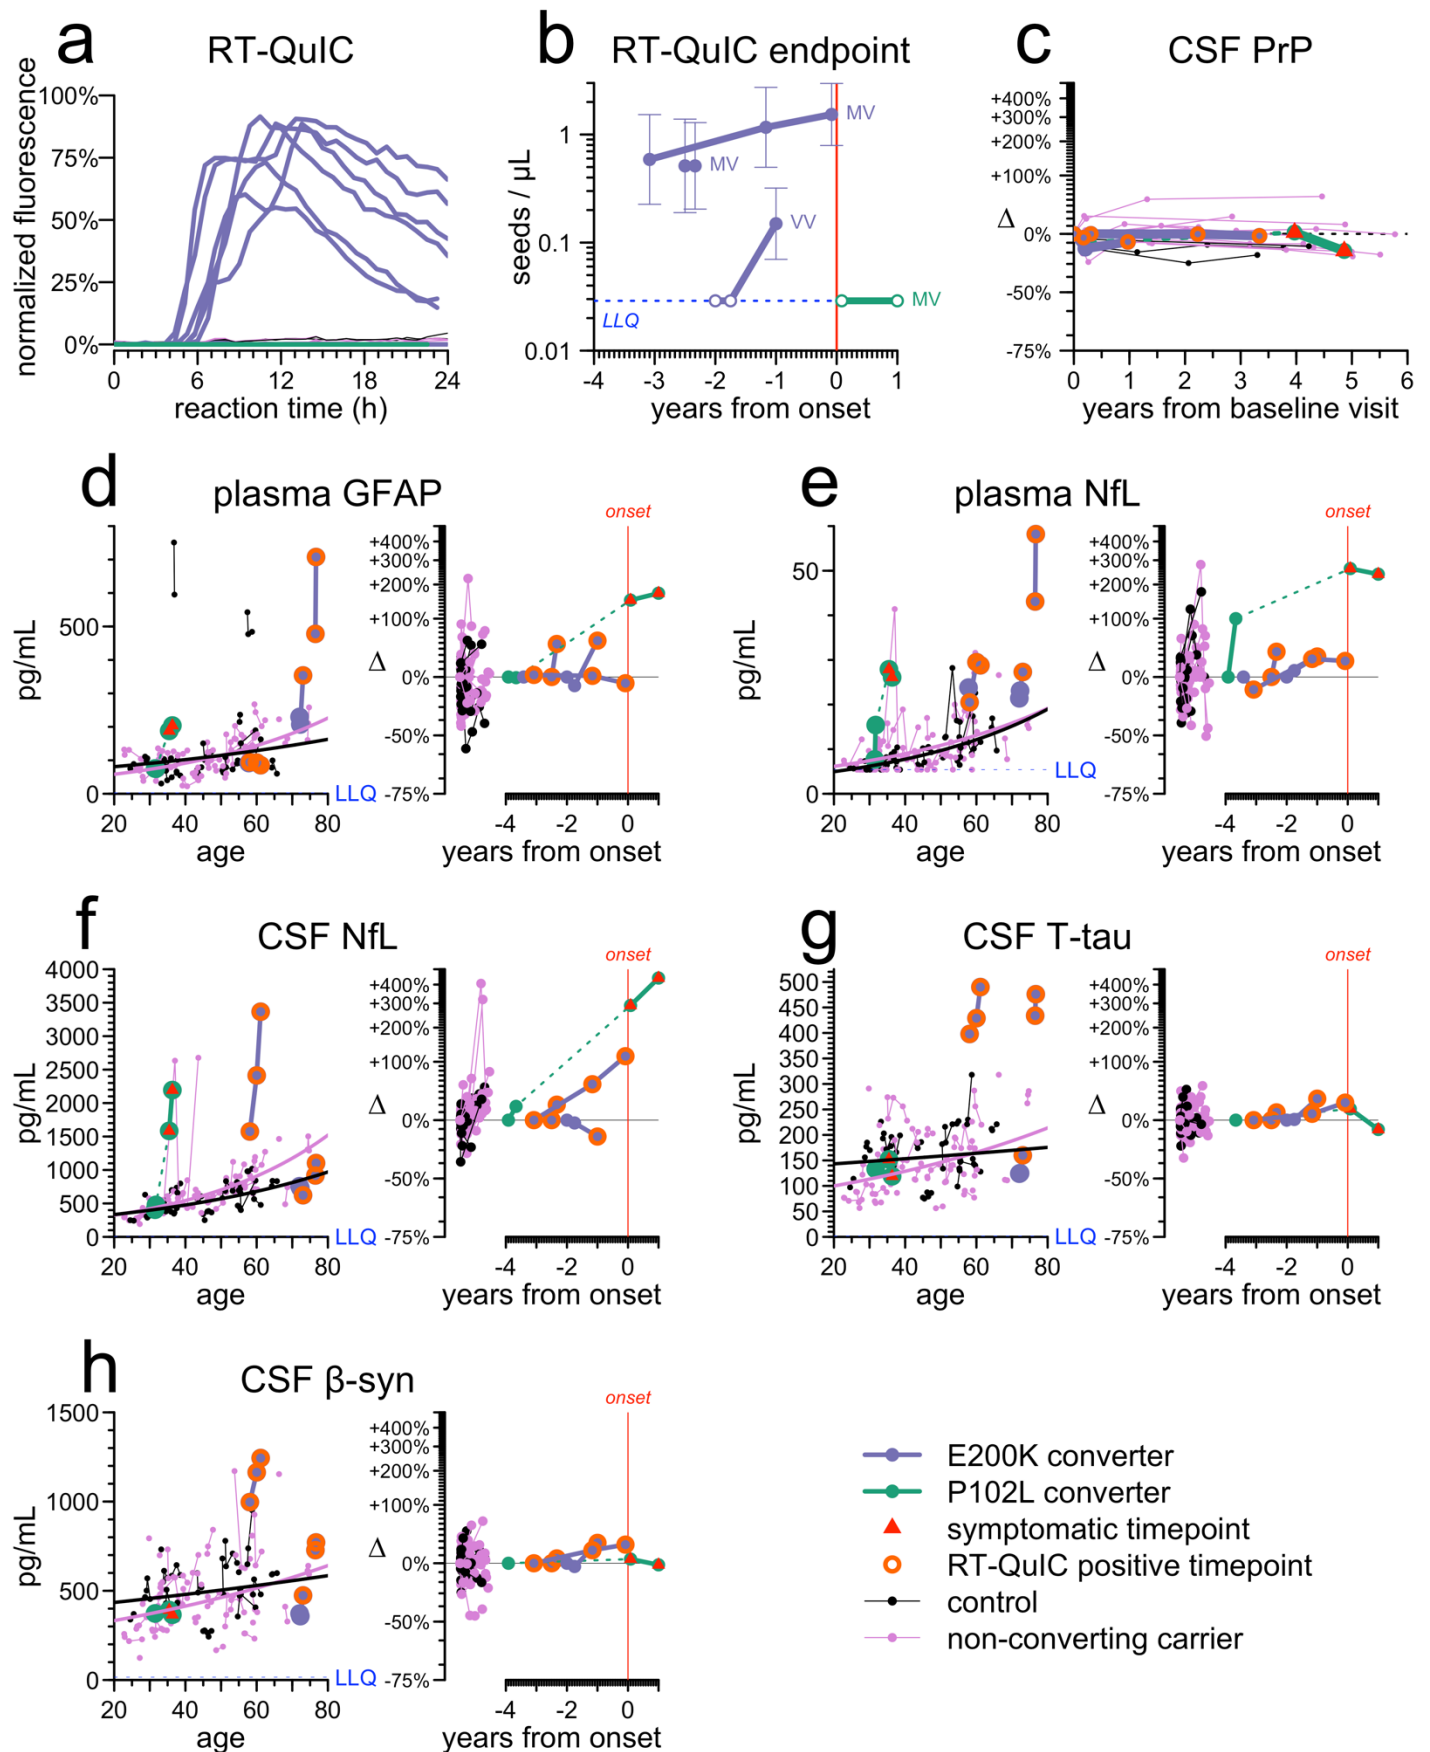 a RT-QuIC
normalized fluorescence
100%
75%
50%
25%
0%
0 6 12 18 24
reaction time (h)
b RT-QuIC endpoint
seeds / µL
1
0.1
0.01
MV
MV
VV
MV
LLQ
-4 -3 -2 -1 0 1
years from onset
c CSF PrP
Δ
+400%
+300%
+200%
+100%
0%
-50%
-75%
0 1 2 3 4 5 6
years from baseline visit
d plasma GFAP
pg/mL
500
0
LLQ
20 40 60 80
age
onset
Δ
+400%
+300%
+200%
+100%
0%
-50%
-75%
-4 -2 0
years from onset
e plasma NfL
pg/mL
50
0
LLQ
20 40 60 80
age
onset
Δ
+400%
+300%
+200%
+100%
0%
-50%
-75%
-4 -2 0
years from onset
f CSF NfL
pg/mL
4000
3500
3000
2500
2000
1500
1000
500
0
LLQ
20 40 60 80
age
onset
Δ
+400%
+300%
+200%
+100%
0%
-50%
-75%
-4 -2 0
years from onset
g CSF T-tau
pg/mL
500
450
400
350
300
250
200
150
100
50
0
LLQ
20 40 60 80
age
onset
Δ
+400%
+300%
+200%
+100%
0%
-50%
-75%
-4 -2 0
years from onset
h CSF β-syn
pg/mL
1500
1000
500
0
LLQ
20 40 60 80
age
onset
Δ
+400%
+300%
+200%
+100%
0%
-50%
-75%
-4 -2 0
years from onset
E200K converter
P102L converter
symptomatic timepoint
RT-QuIC positive timepoint
control
non-converting carrier